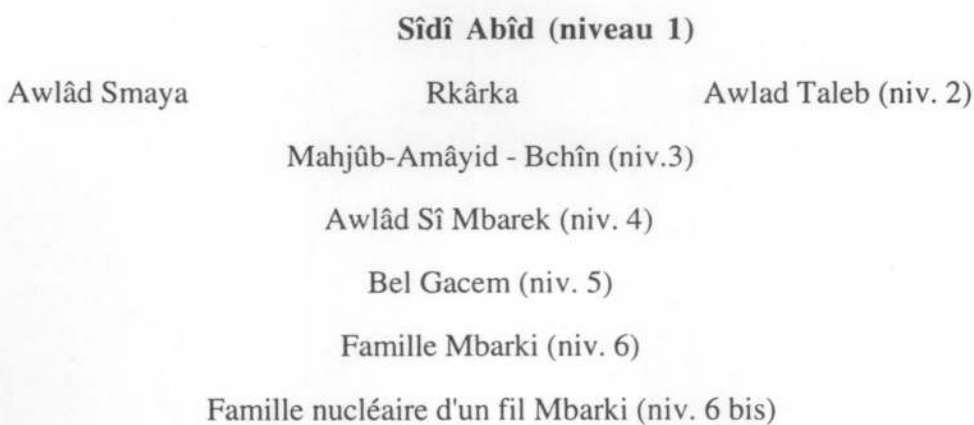 Sîdî Abîd (niveau 1)
Awlâd Smaya Rkârka Awlad Taleb (niv. 2)
Mahjûb-Amâyid - Bchîn (niv.3)
Awlâd Sî Mbarek (niv. 4)
Bel Gacem (niv. 5)
Famille Mbarki (niv. 6)
Famille nucléaire d'un fil Mbarki (niv. 6 bis)